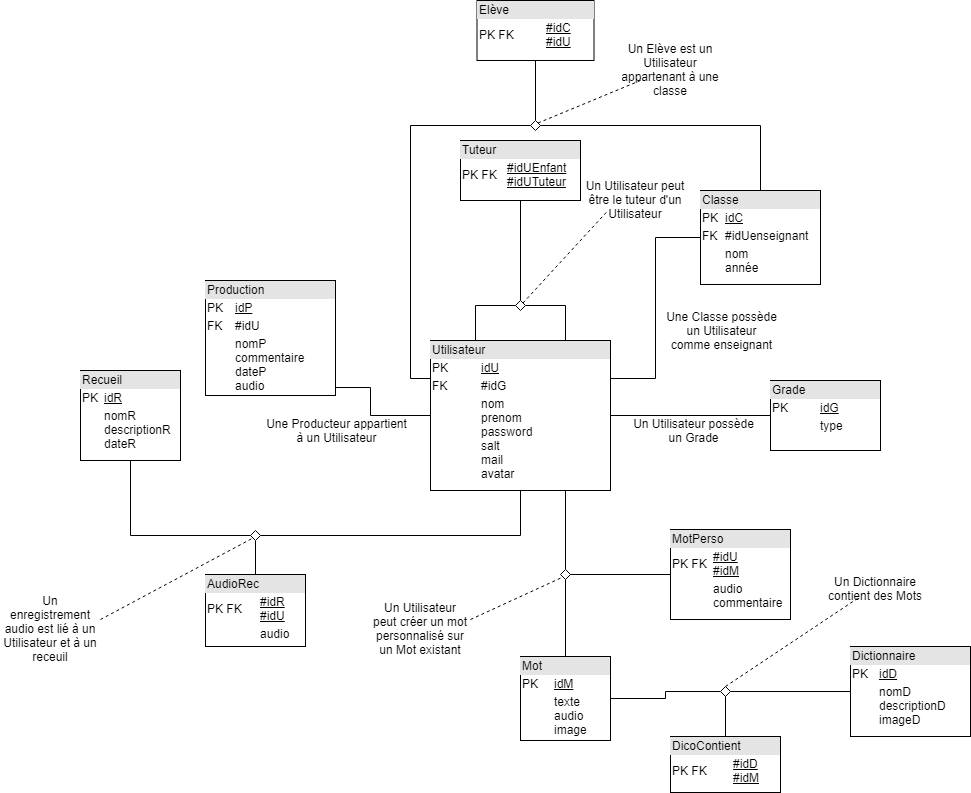 Elève
PK FK
#idC
#idU
Un Elève est un
Utilisateur
appartenant à une
classe
Tuteur
PK FK
#idUEnfant
#idUTuteur
Un Utilisateur peut
être le tuteur d'un
Utilisateur
Classe
PK idC
FK #idUenseignant
nom
année
Production
PK idP
FK #idU
nomP
commentaire
dateP
audio
Une Classe possède
un Utilisateur
comme enseignant
Utilisateur
PK idU
FK #idG
nom
prenom
password
salt
mail
avatar
Recueil
PK idR
nomR
descriptionR
dateR
Une Producteur appartient
à un Utilisateur
Un Utilisateur possède
un Grade
Grade
PK idG
type
MotPerso
PK FK
#idU
#idM
audio
commentaire
AudioRec
PK FK
#idR
#idU
audio
Un
enregistrement
audio est lié à un
Utilisateur et à un
receuil
Un Utilisateur
peut créer un mot
personnalisé sur
un Mot existant
Un Dictionnaire
contient des Mots
Mot
PK idM
texte
audio
image
Dictionnaire
PK idD
nomD
descriptionD
imageD
DicoContient
PK FK
#idD
#idM